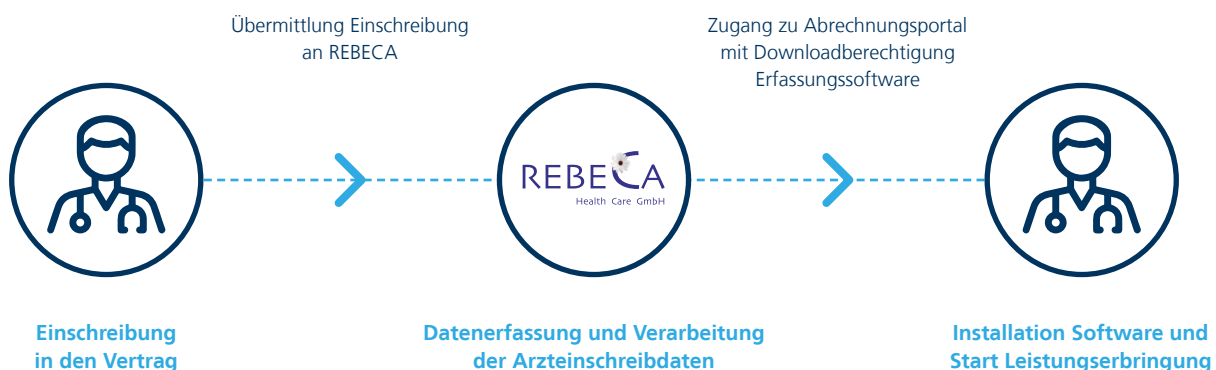 Übermittlung Einschreibung
an REBECA
Zugang zu Abrechnungsportal
mit Downloadberechtigung
Erfassungssoftware
REBECA
Health Care GmbH
Einschreibung
in den Vertrag
Datenerfassung und Verarbeitung
der Arzteinschreibdaten
Installation Software und
Start Leistungserbringung